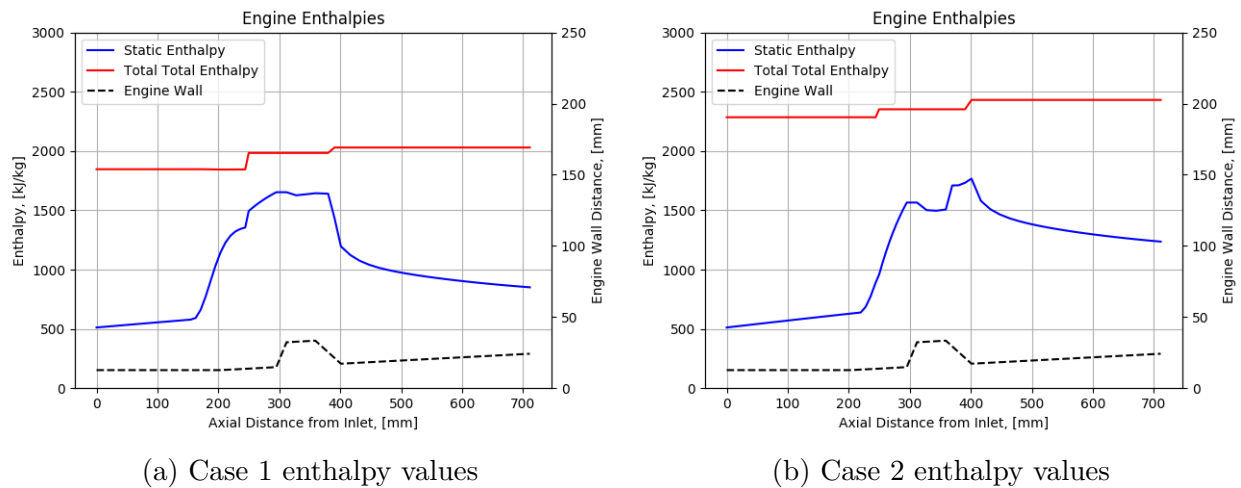 Engine Enthalpies
3000
2500
2000
1500
1000
500
0
Enthalpy, [kJ/kg]
Static Enthalpy
Total Total Enthalpy
Engine Wall
250
200
150
100
50
0
Engine Wall Distance, [mm]
0 100 200 300 400 500 600 700
Axial Distance from Inlet, [mm]
(a) Case 1 enthalpy values
Engine Enthalpies
3000
2500
2000
1500
1000
500
0
Enthalpy, [kJ/kg]
Static Enthalpy
Total Total Enthalpy
Engine Wall
250
200
150
100
50
0
Engine Wall Distance, [mm]
0 100 200 300 400 500 600 700
Axial Distance from Inlet, [mm]
(b) Case 2 enthalpy values